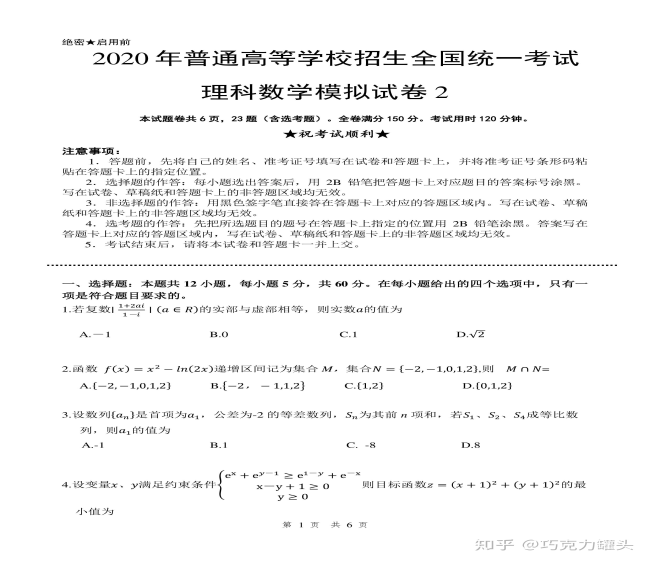 绝密★启用前
2020 年普通高等学校招生全国统一考试
理科数学模拟试卷 2
本试题卷共 6 页，23 题（含选考题）。全卷满分 150 分。考试用时 120 分钟。
★祝考试顺利★
注意事项：
1．答题前，先将自己的姓名、准考证号填写在试卷和答题卡上，并将准考证号条形码粘
贴在答题卡上的指定位置。
2．选择题的作答：每小题选出答案后，用 2B 铅笔把答题卡上对应题目的答案标号涂黑。
写在试卷、草稿纸和答题卡上的非答题区域均无效。
3．非选择题的作答：用黑色签字笔直接答在答题卡上对应的答题区域内。写在试卷、草稿
纸和答题卡上的非答题区域均无效。
4．选考题的作答：先把所选题目的题号在答题卡上指定的位置用 2B 铅笔涂黑。答案写在
答题卡上对应的答题区域内，写在试卷、草稿纸和答题卡上的非答题区域均无效。
5．考试结束后，请将本试卷和答题卡一并上交。
一、选择题：本题共 12 小题，每小题 5 分，共 60 分。在每小题给出的四个选项中，只有一
项是符合题目要求的。
1.若复数| (1+2ai)/(1−i) | (a ∈ R)的实部与虚部相等，则实数a的值为
A.－1 B.0 C.1 D.√2
2.函数 f(x) = x² − ln(2x)递增区间记为集合 M，集合N = {−2,−1,0,1,2},则 M ∩ N=
A.{−2,−1,0,1,2} B.{−2，－1,1,2} C.{1,2} D.{0,1,2}
3.设数列{aₙ}是首项为a₁，公差为-2 的等差数列，Sₙ为其前 n 项和，若S₁、S₂、S₄成等比数
列，则a₁的值为
A.-1 B.1 C. -8 D.8
4.设变量x、y满足约束条件{eˣ + eʸ⁻¹ ≥ e¹⁻ʸ + e⁻ˣ x－y + 1 ≥ 0 y ≥ 0 则目标函数z = (x + 1)² + (y + 1)²的最
小值为
第 1 页 共 6 页
知乎 @巧克力罐头